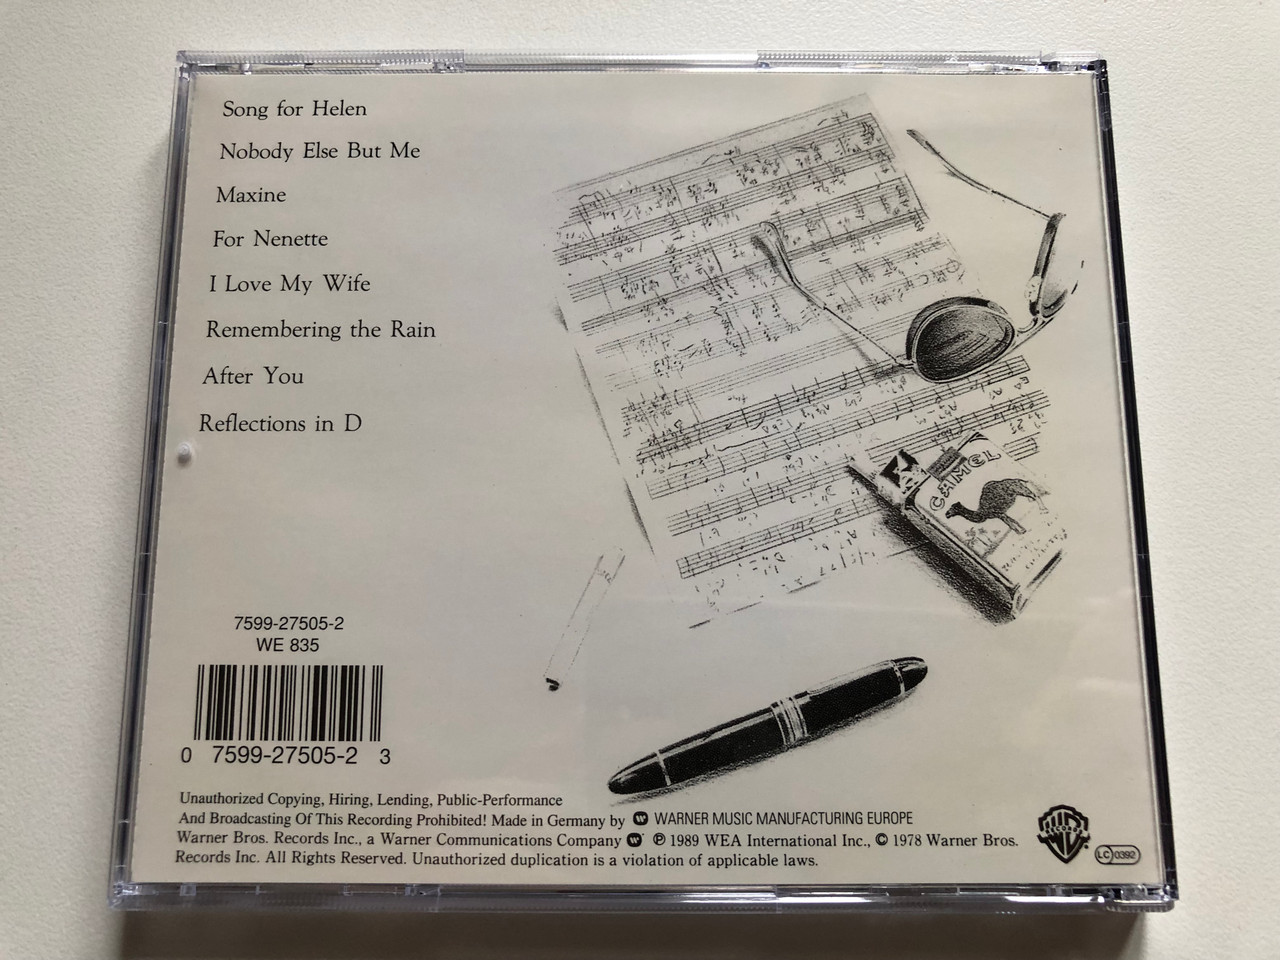 Song for Helen
Nobody Else But Me
Maxine
For Nenette
I Love My Wife
Remembering the Rain
After You
Reflections in D
CAMEL
7599-27505-2
WE 835
0 7599-27505-2 3
Unauthorized Copying, Hiring, Lending, Public-Performance
And Broadcasting Of This Recording Prohibited! Made in Germany by WARNER MUSIC MANUFACTURING EUROPE
Warner Bros. Records Inc., a Warner Communications Company ℗ 1989 WEA International Inc., © 1978 Warner Bros.
Records Inc. All Rights Reserved. Unauthorized duplication is a violation of applicable laws.
RECORDS
LC 0392